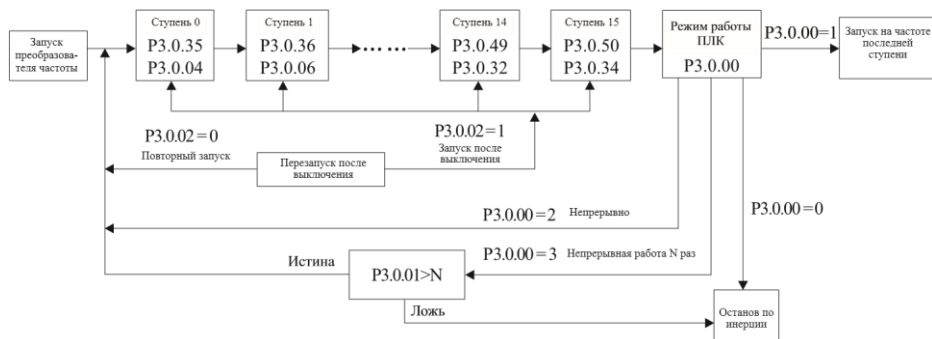 Запуск
преобразова-
теля частоты
Ступень 0
P3.0.35
P3.0.04
Ступень 1
P3.0.36
P3.0.06
Ступень 14
P3.0.49
P3.0.32
Ступень 15
P3.0.50
P3.0.34
Режим работы
ПЛК
P3.0.00
P3.0.00=1
Запуск на частоте
последней
ступени
P3.0.02=0
Повторный запуск
Перезапуск после
выключения
P3.0.02=1
Запуск после
выключения
P3.0.00=0
P3.0.00=2 Непрерывно
P3.0.00=3 Непрерывная работа N раз
Истина
P3.0.01>N
Ложь
Останов по
инерции